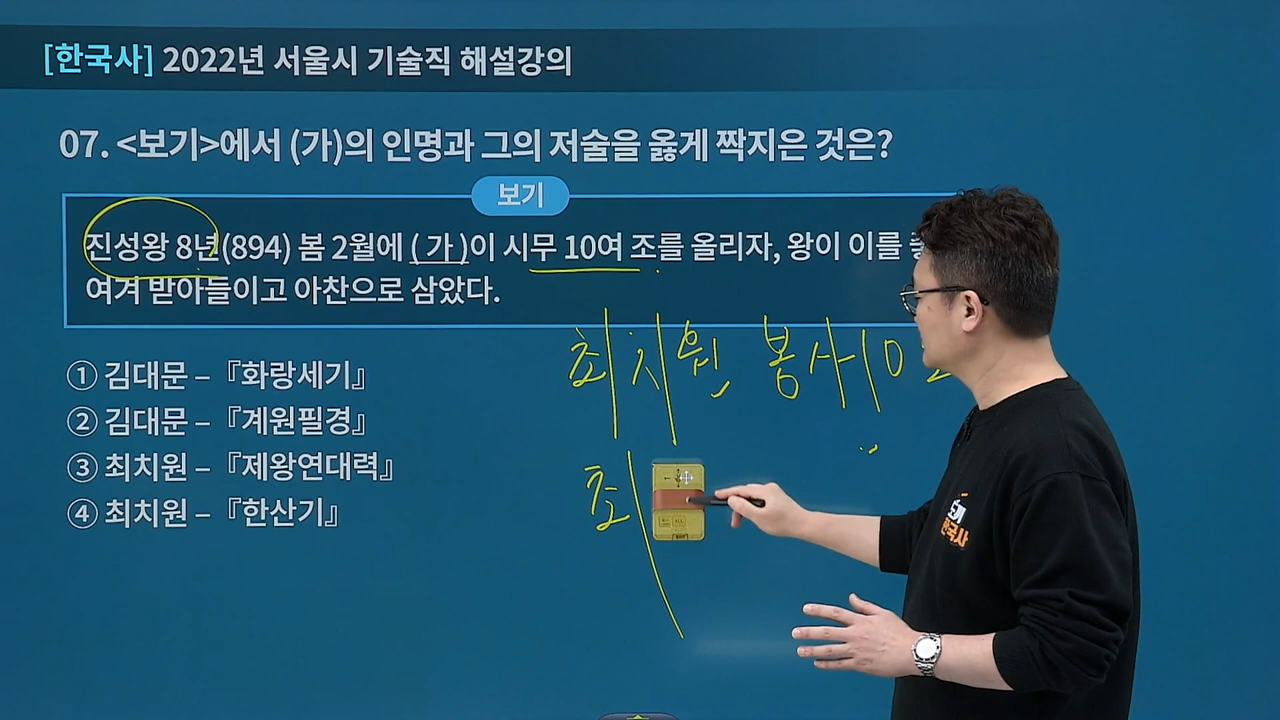 [한국사] 2022년 서울시 기술직 해설강의
07. <보기>에서 (가)의 인명과 그의 저술을 옳게 짝지은 것은?
보기
진성왕 8년(894) 봄 2월에 ( 가 )이 시무 10여 조를 올리자, 왕이 이를
여겨 받아들이고 아찬으로 삼았다.
① 김대문 – 『화랑세기』
② 김대문 – 『계원필경』
③ 최치원 – 『제왕연대력』
④ 최치원 – 『한산기』
최치원 봉사10
최
한국사